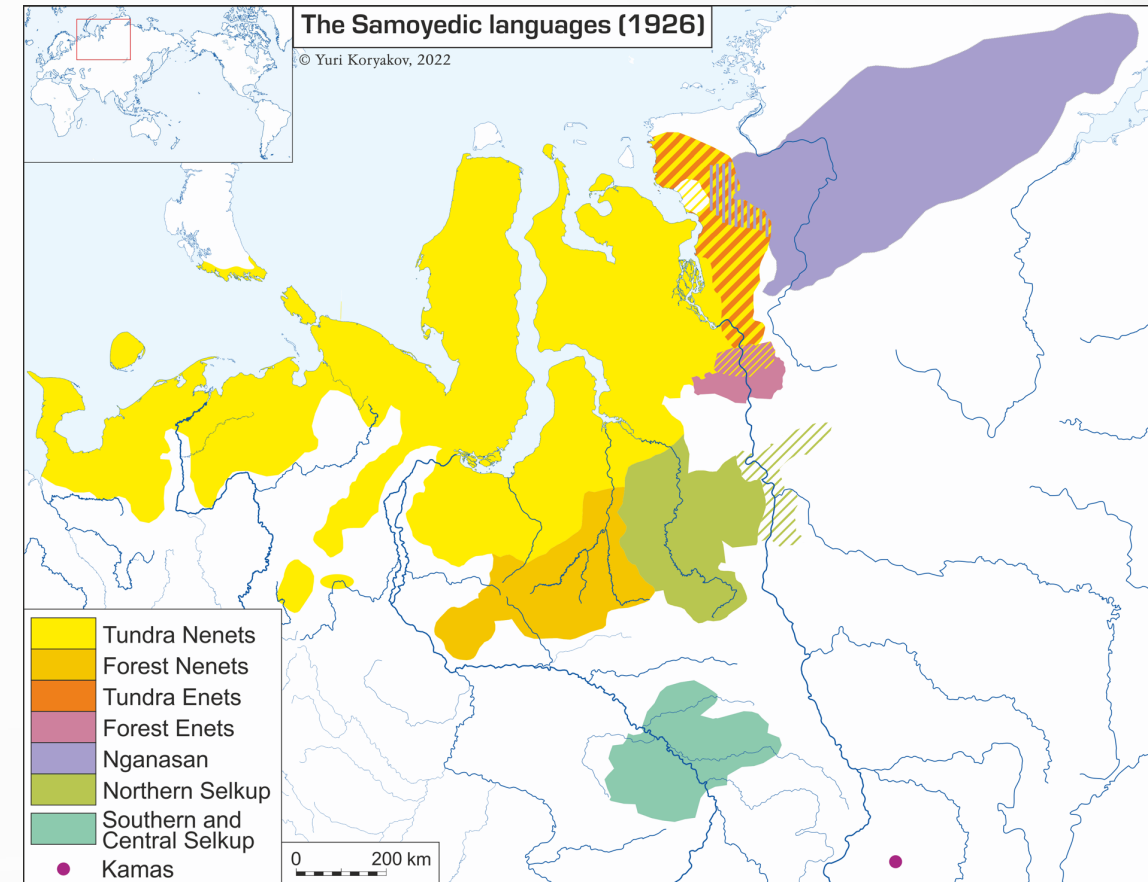 The Samoyedic languages (1926)
© Yuri Koryakov, 2022
Tundra Nenets
Forest Nenets
Tundra Enets
Forest Enets
Nganasan
Northern Selkup
Southern and
Central Selkup
Kamas
0 200 km